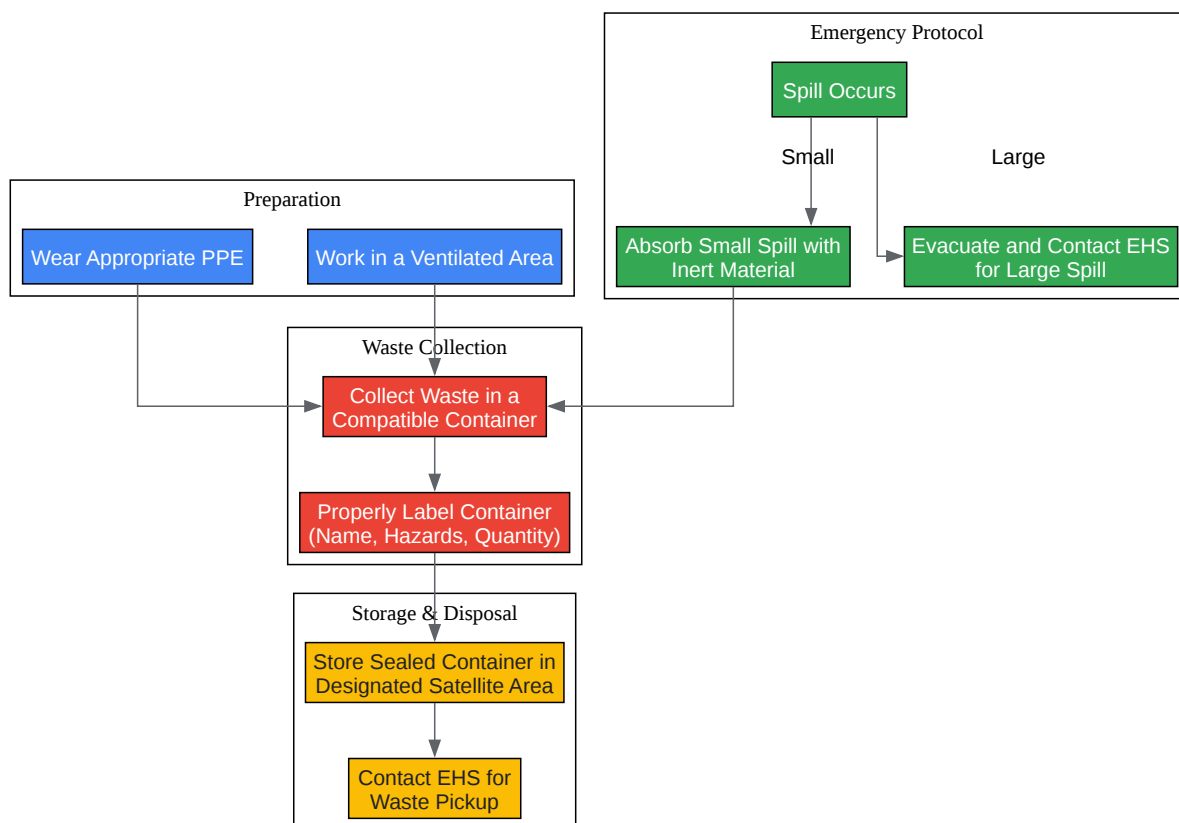 Emergency Protocol
Spill Occurs
Small
Large
Preparation
Wear Appropriate PPE
Work in a Ventilated Area
Absorb Small Spill with
Inert Material
Evacuate and Contact EHS
for Large Spill
Waste Collection
Collect Waste in a
Compatible Container
Properly Label Container
(Name, Hazards, Quantity)
Storage & Disposal
Store Sealed Container in
Designated Satellite Area
Contact EHS for
Waste Pickup